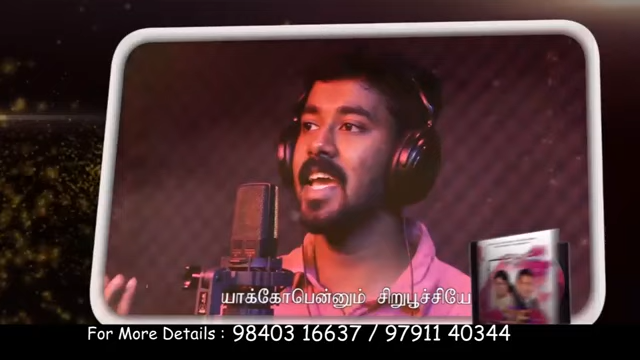 யாக்கோபென்னும் சிறுபூச்சியே
For More Details : 98403 16637 / 97911 40344